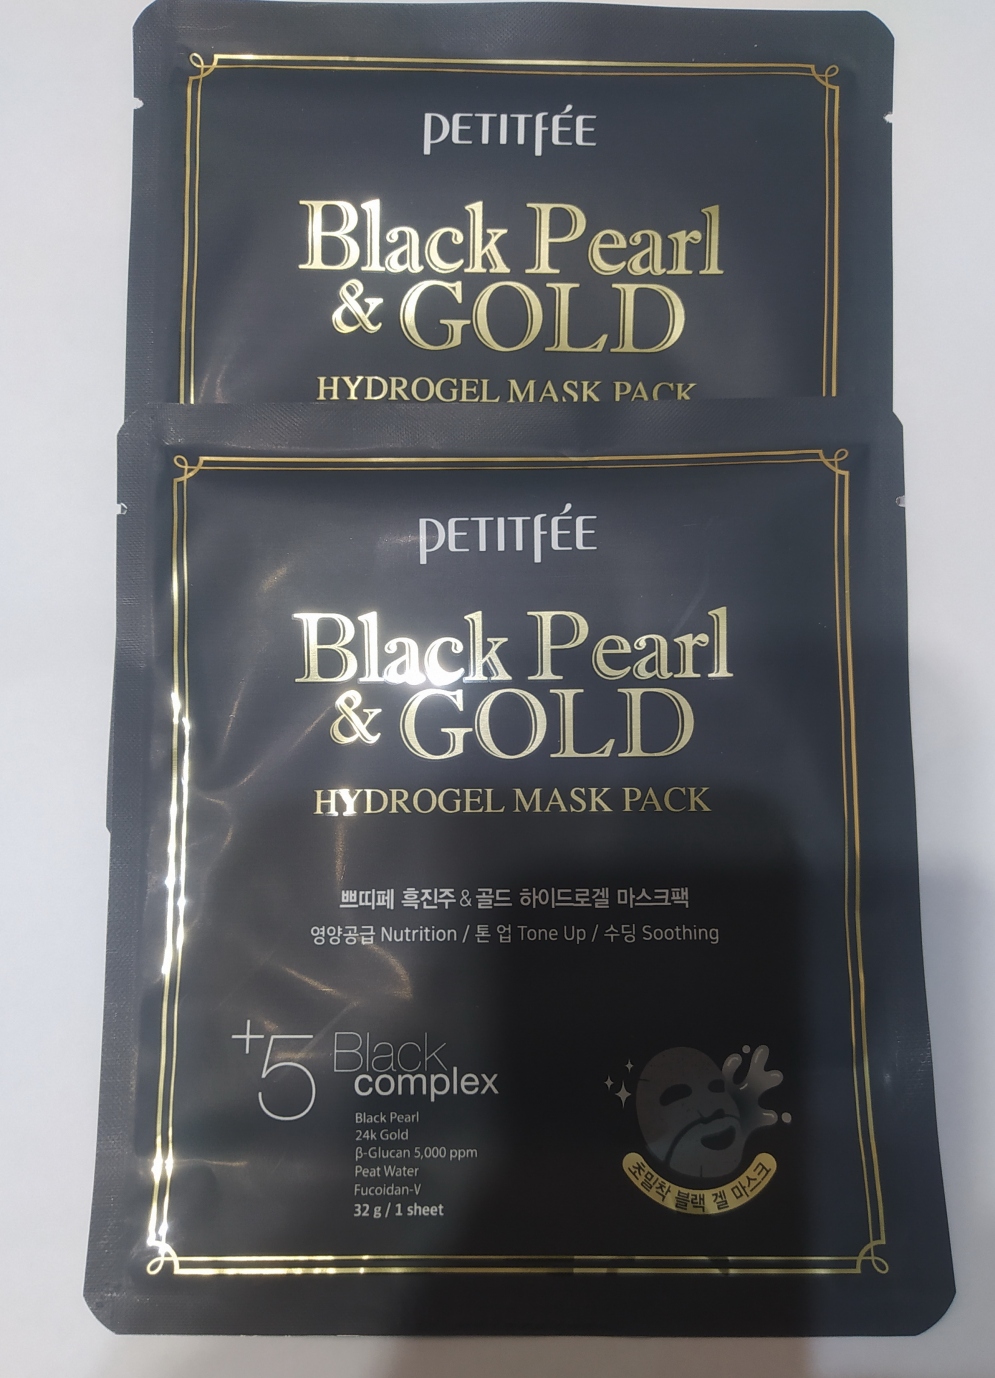 PETITFÉE
Black Pearl
& GOLD
HYDROGEL MASK PACK
PETITFÉE
Black Pearl
& GOLD
HYDROGEL MASK PACK
쁘띠페 흑진주 & 골드 하이드로겔 마스크팩
영양공급 Nutrition / 톤 업 Tone Up / 수딩 Soothing
+5 Black
complex
Black Pearl
24k Gold
β-Glucan 5,000 ppm
Peat Water
Fucoidan-V
32 g / 1 sheet
초밀착 블랙 겔 마스크